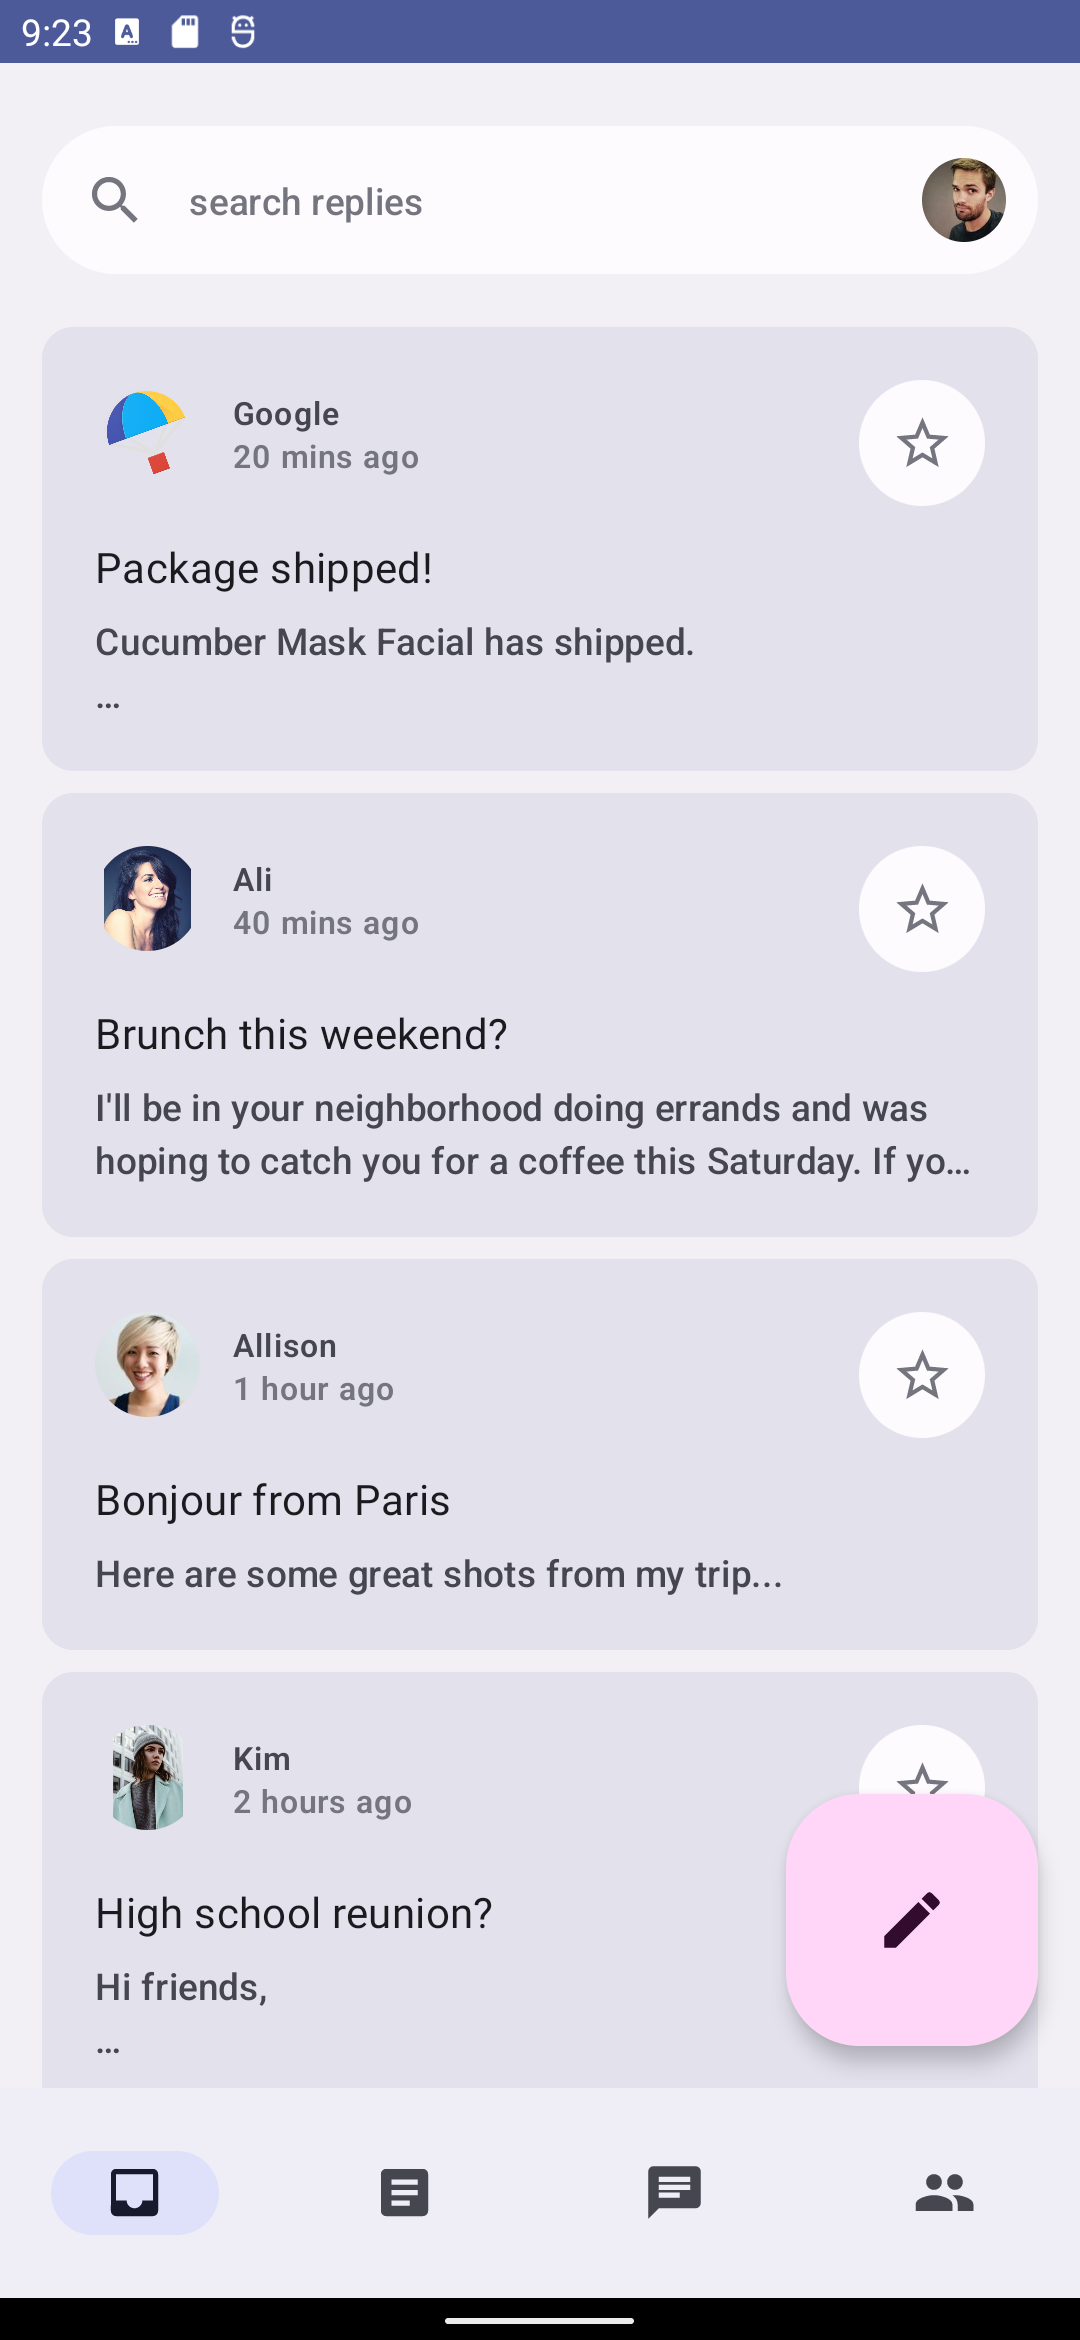 9:23
search replies
Google
20 mins ago
Package shipped!
Cucumber Mask Facial has shipped.
…
Ali
40 mins ago
Brunch this weekend?
I'll be in your neighborhood doing errands and was
hoping to catch you for a coffee this Saturday. If yo…
Allison
1 hour ago
Bonjour from Paris
Here are some great shots from my trip...
Kim
2 hours ago
High school reunion?
Hi friends,
…